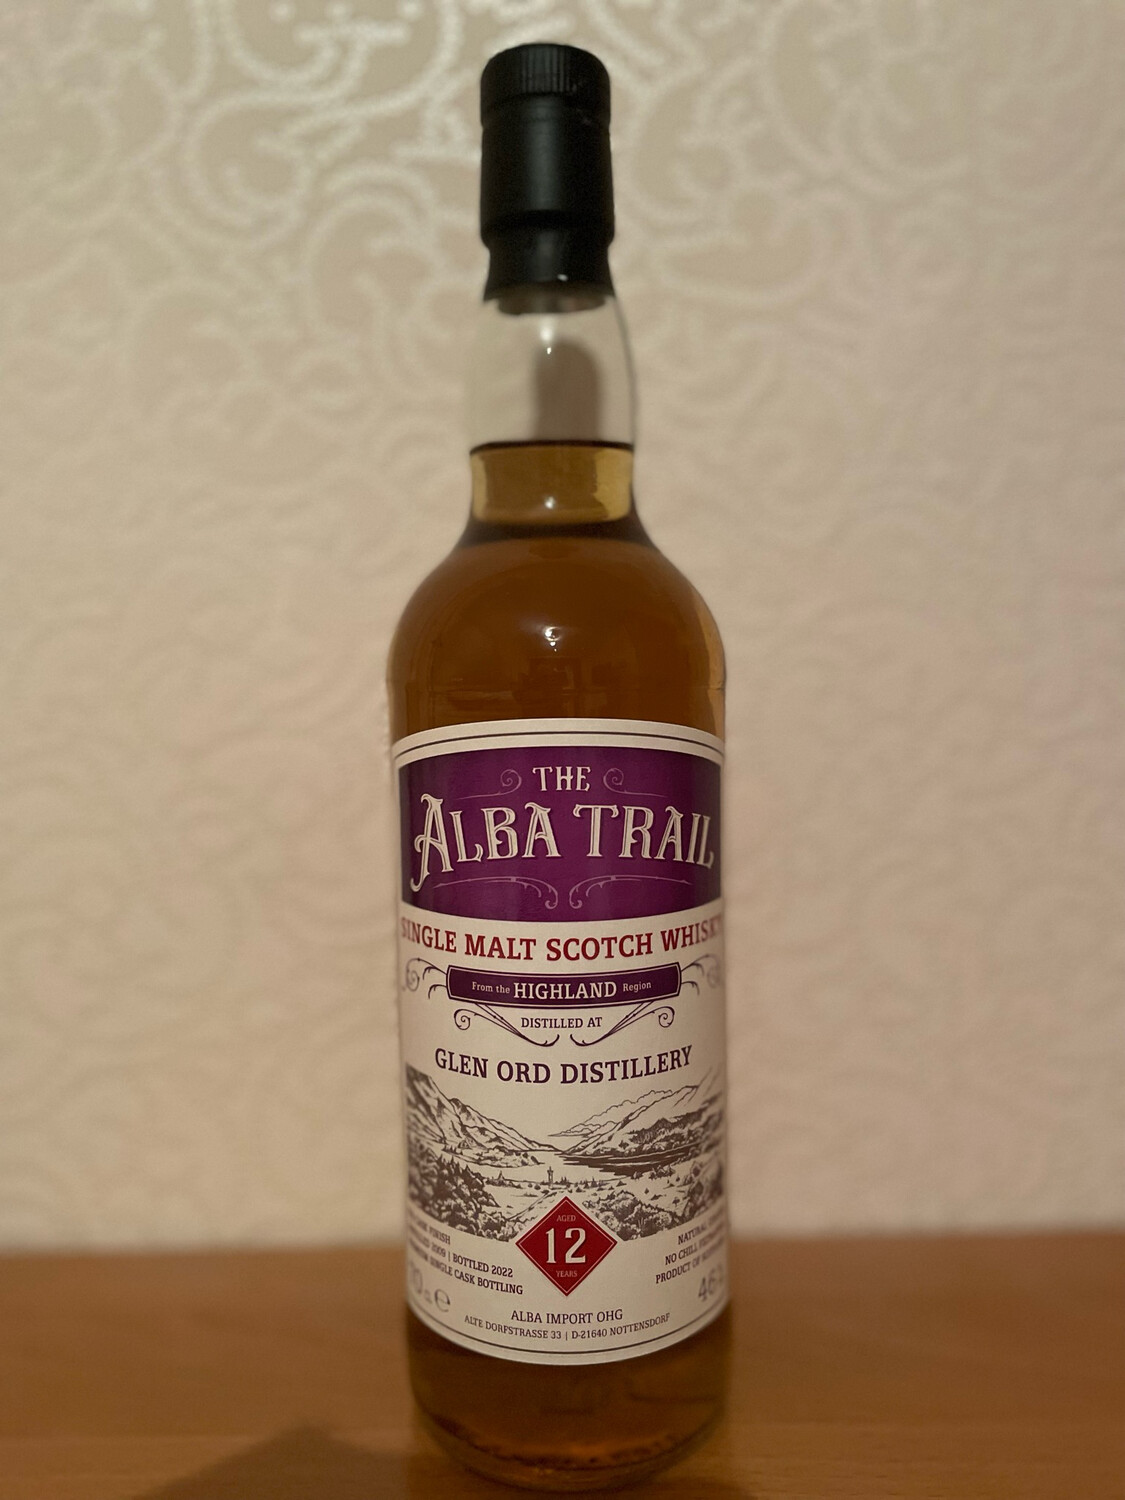 THE
ALBA TRAIL
SINGLE MALT SCOTCH WHISKY
From the HIGHLAND Region
DISTILLED AT
GLEN ORD DISTILLERY
FINISH
2009 | BOTTLED 2022
SINGLE CASK BOTTLING
AGED
12
YEARS
NATURAL
NO CHILL
PRODUCT OF
46%
ALBA IMPORT OHG
ALTE DORFSTRASSE 33 | D-21640 NOTTENSDORF